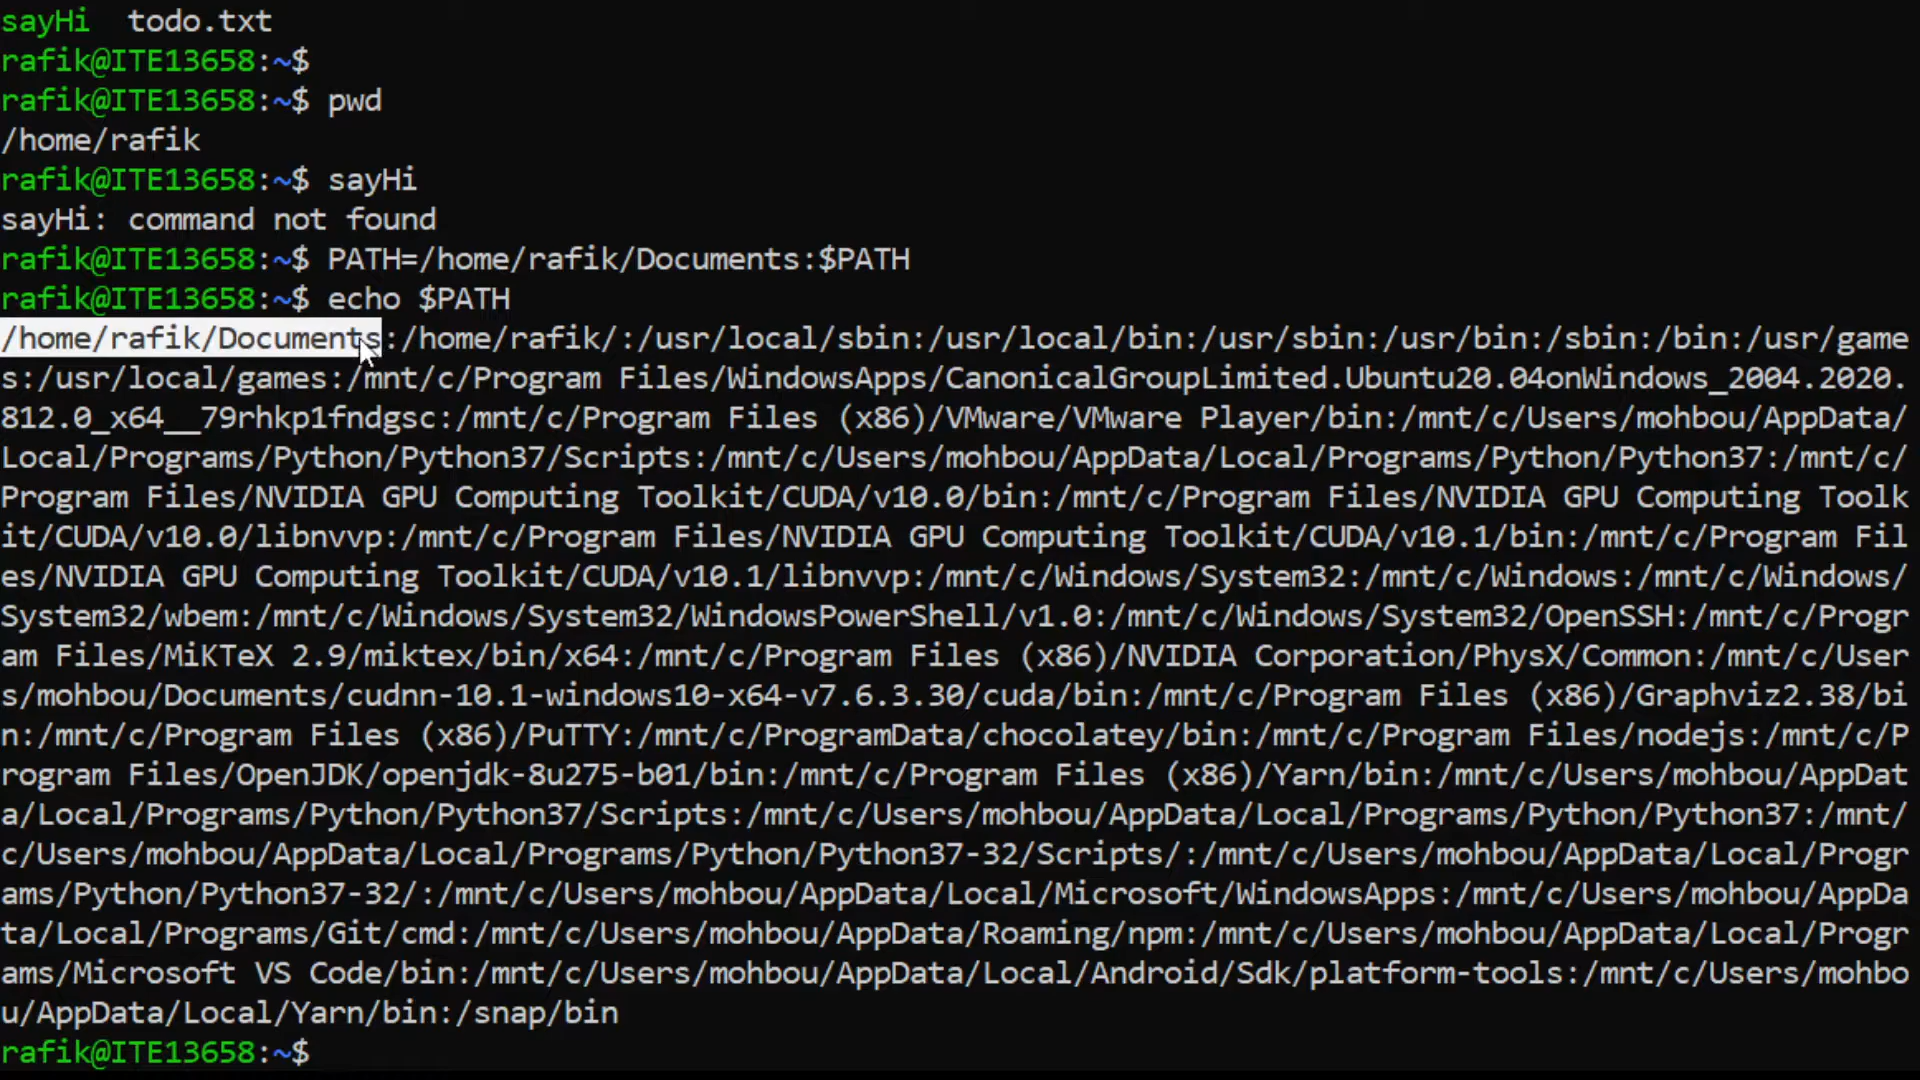 sayHi  todo.txt
rafik@ITE13658:~$
rafik@ITE13658:~$ pwd
/home/rafik
rafik@ITE13658:~$ sayHi
sayHi: command not found
rafik@ITE13658:~$ PATH=/home/rafik/Documents:$PATH
rafik@ITE13658:~$ echo $PATH
/home/rafik/Documents:/home/rafik/:/usr/local/sbin:/usr/local/bin:/usr/sbin:/usr/bin:/sbin:/bin:/usr/game
s:/usr/local/games:/mnt/c/Program Files/WindowsApps/CanonicalGroupLimited.Ubuntu20.04onWindows_2004.2020.
812.0_x64__79rhkp1fndgsc:/mnt/c/Program Files (x86)/VMware/VMware Player/bin:/mnt/c/Users/mohbou/AppData/
Local/Programs/Python/Python37/Scripts:/mnt/c/Users/mohbou/AppData/Local/Programs/Python/Python37:/mnt/c/
Program Files/NVIDIA GPU Computing Toolkit/CUDA/v10.0/bin:/mnt/c/Program Files/NVIDIA GPU Computing Toolk
it/CUDA/v10.0/libnvvp:/mnt/c/Program Files/NVIDIA GPU Computing Toolkit/CUDA/v10.1/bin:/mnt/c/Program Fil
es/NVIDIA GPU Computing Toolkit/CUDA/v10.1/libnvvp:/mnt/c/Windows/System32:/mnt/c/Windows:/mnt/c/Windows/
System32/wbem:/mnt/c/Windows/System32/WindowsPowerShell/v1.0:/mnt/c/Windows/System32/OpenSSH:/mnt/c/Progr
am Files/MiKTeX 2.9/miktex/bin/x64:/mnt/c/Program Files (x86)/NVIDIA Corporation/PhysX/Common:/mnt/c/User
s/mohbou/Documents/cudnn-10.1-windows10-x64-v7.6.3.30/cuda/bin:/mnt/c/Program Files (x86)/Graphviz2.38/bi
n:/mnt/c/Program Files (x86)/PuTTY:/mnt/c/ProgramData/chocolatey/bin:/mnt/c/Program Files/nodejs:/mnt/c/P
rogram Files/OpenJDK/openjdk-8u275-b01/bin:/mnt/c/Program Files (x86)/Yarn/bin:/mnt/c/Users/mohbou/AppDat
a/Local/Programs/Python/Python37/Scripts:/mnt/c/Users/mohbou/AppData/Local/Programs/Python/Python37:/mnt/
c/Users/mohbou/AppData/Local/Programs/Python/Python37-32/Scripts/:/mnt/c/Users/mohbou/AppData/Local/Progr
ams/Python/Python37-32/:/mnt/c/Users/mohbou/AppData/Local/Microsoft/WindowsApps:/mnt/c/Users/mohbou/AppDa
ta/Local/Programs/Git/cmd:/mnt/c/Users/mohbou/AppData/Roaming/npm:/mnt/c/Users/mohbou/AppData/Local/Progr
ams/Microsoft VS Code/bin:/mnt/c/Users/mohbou/AppData/Local/Android/Sdk/platform-tools:/mnt/c/Users/mohbo
u/AppData/Local/Yarn/bin:/snap/bin
rafik@ITE13658:~$